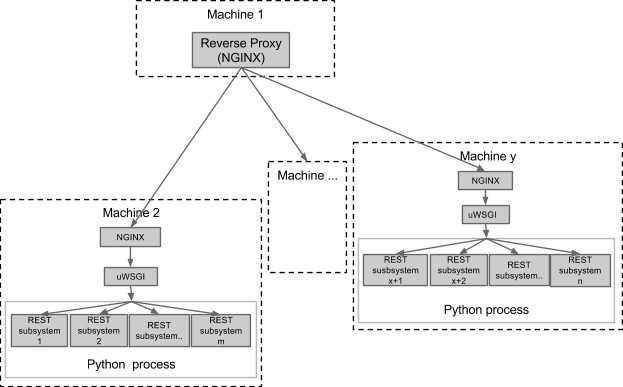 Machine 1
Reverse Proxy
(NGINX)
Machine ...
Machine y
NGINX
uWSGI
REST
susbsystem
x+1
REST
susbsystem
x+2
REST
subsystem..
REST
subsystem
n
Python process
Machine 2
NGINX
uWSGI
REST
subsystem
1
REST
subsystem
2
REST
subsystem..
REST
subsystem
m
Python process